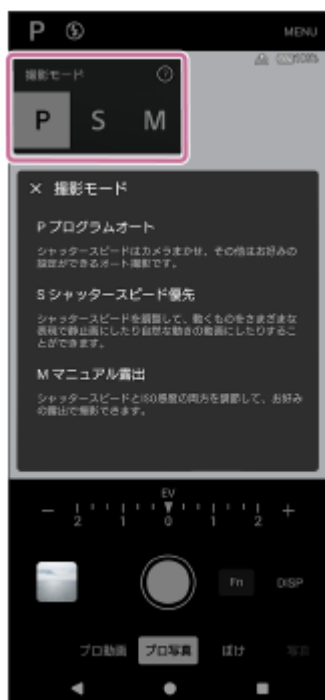 P
MENU
撮影モード
?
P S M
× 撮影モード
P プログラムオート
シャッタースピードはカメラまかせ、その他はお好みの
設定ができるオート撮影です。
S シャッタースピード優先
シャッタースピードを調整して、動くものをさまざまな
表現で静止画にしたり自然な動きの動画にしたりするこ
とができます。
M マニュアル露出
シャッタースピードとISO感度の両方を調節して、お好み
の露出で撮影できます。
EV
− 2 1 0 1 2 +
Fn DISP
プロ動画 プロ写真 ぼけ 写真